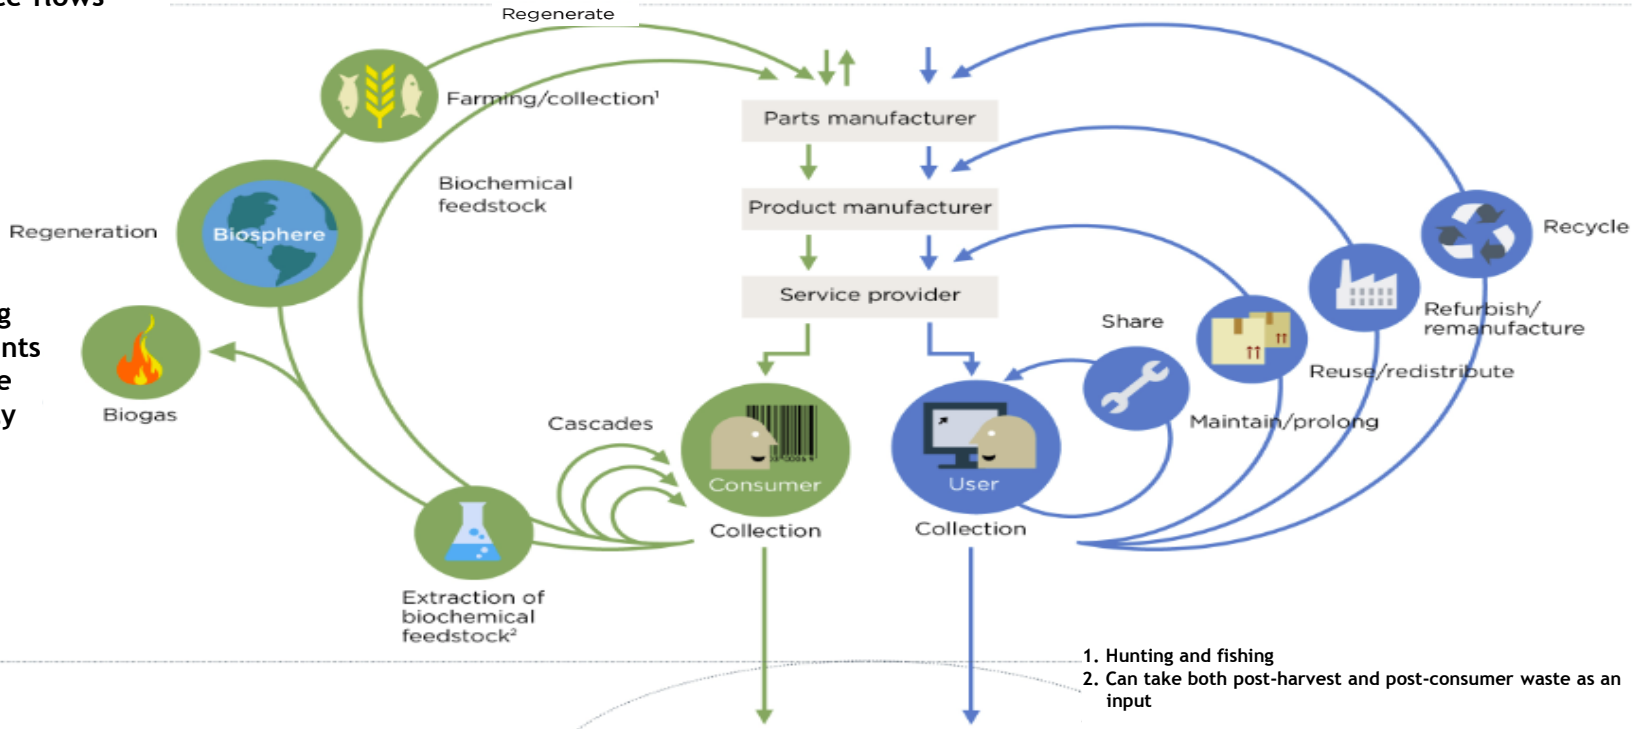 flows
Regenerate
Farming/collection¹
Parts manufacturer
Biochemical
feedstock
Product manufacturer
Regeneration
Biosphere
Recycle
Service provider
Share
Refurbish/
remanufacture
Reuse/redistribute
Biogas
Cascades
Maintain/prolong
Consumer
User
Collection
Collection
Extraction of
biochemical
feedstock²
1. Hunting and fishing
2. Can take both post-harvest and post-consumer waste as an
input